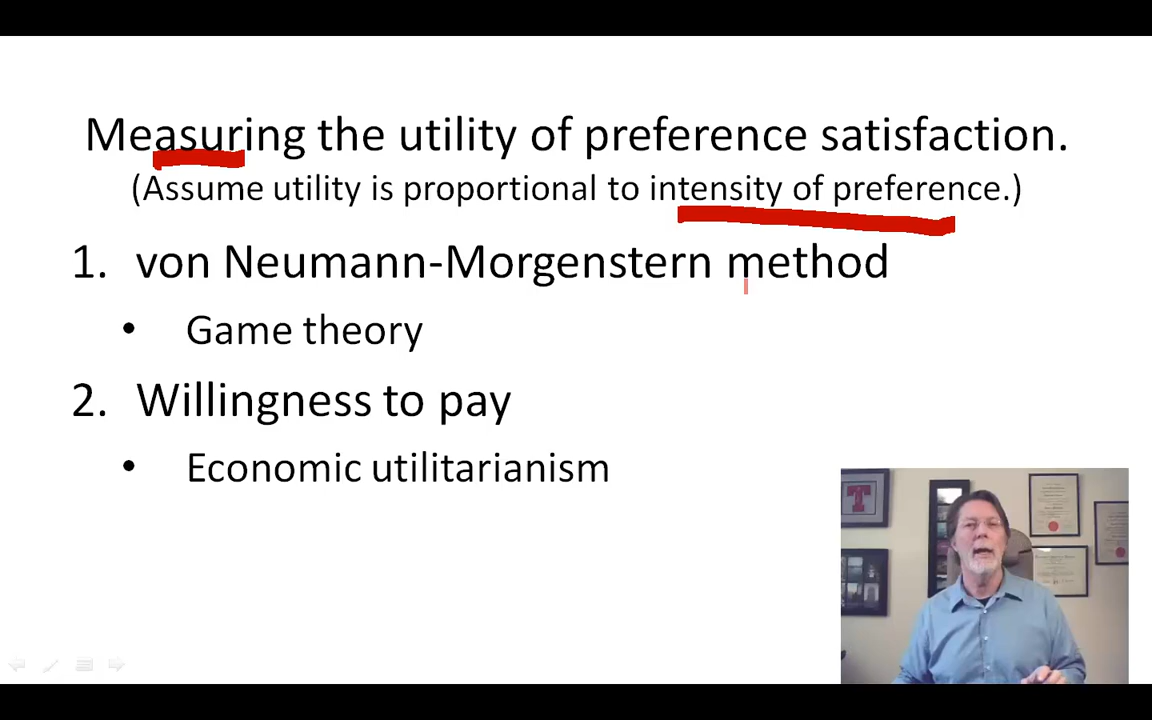 Measuring the utility of preference satisfaction.
(Assume utility is proportional to intensity of preference.)
1. von Neumann-Morgenstern method
• Game theory
2. Willingness to pay
• Economic utilitarianism
T